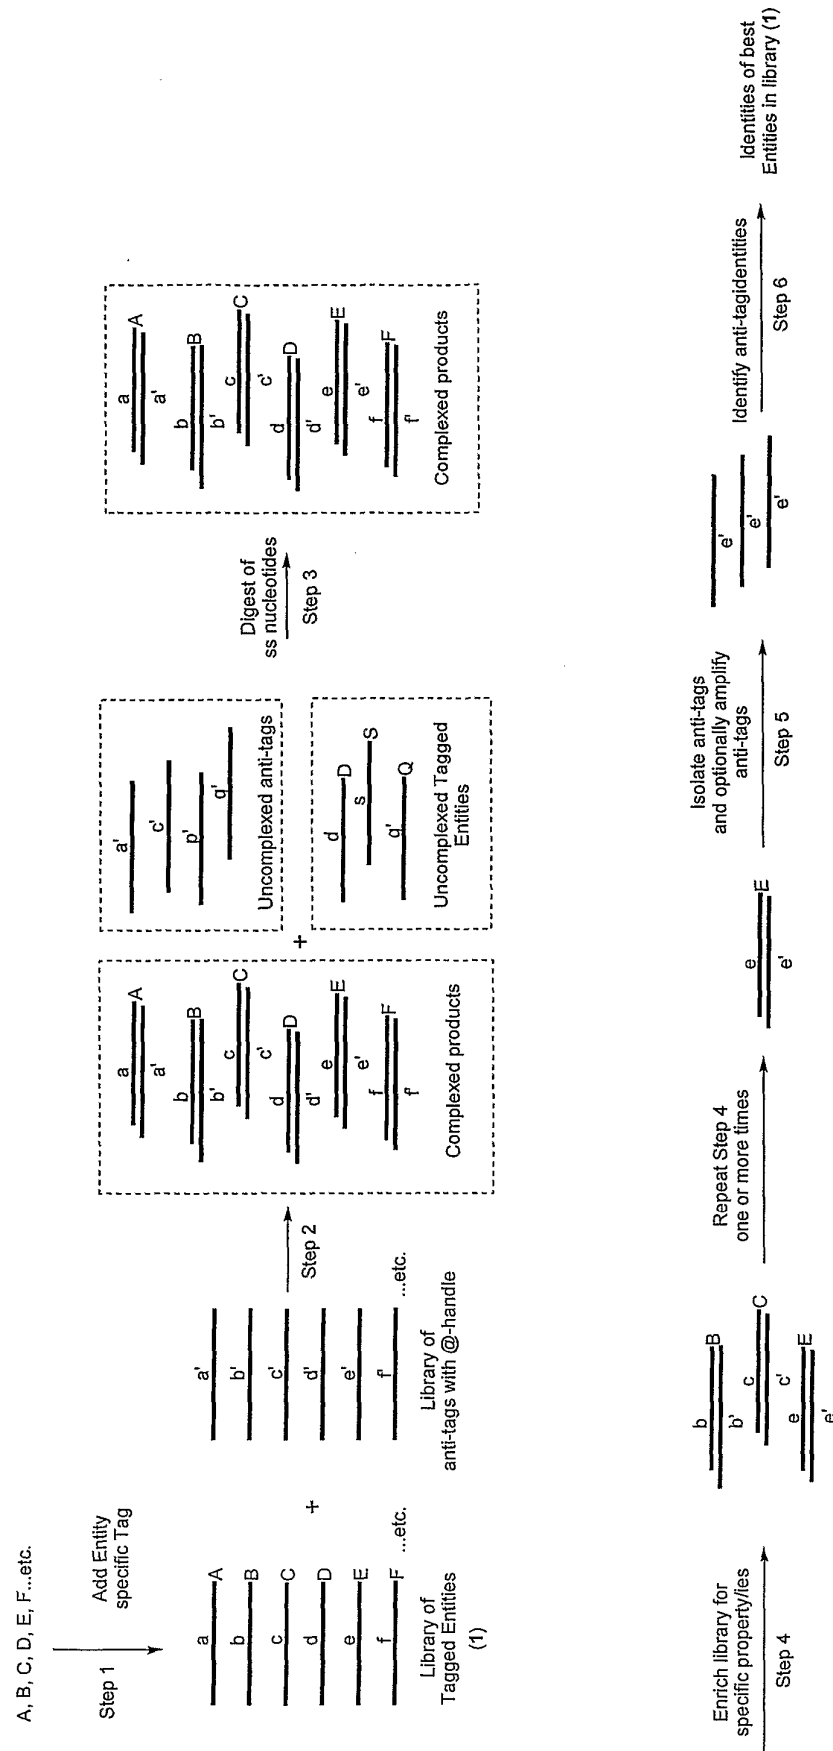 A, B, C, D, E, F...etc.
Step 1
Add Entity
specific Tag
a
A
b
B
c
C
d
D
e
E
f
F
...etc.
Library of
Tagged Entities
(1)
+
a'
b'
c'
d'
e'
f'
...etc.
Library of
anti-tags with @-handle
Step 2
a
A
a'
b
B
b'
c
C
c'
d
D
d'
e
E
e'
f
F
f'
Complexed products
+
a'
c'
p'
q'
Uncomplexed anti-tags
d
D
s
S
q'
Q
Uncomplexed Tagged
Entities
Digest of
ss nucleotides
Step 3
a
A
a'
b
B
b'
c
C
c'
d
D
d'
e
E
e'
f
F
f'
Complexed products
Enrich library for
specific property/ies
Step 4
b
B
b'
c
C
c'
e
E
e'
Repeat Step 4
one or more times
e
E
e'
Isolate anti-tags
and optionally amplify
anti-tags
Step 5
e'
e'
e'
Identify anti-tagidentities
Step 6
Identities of best
Entities in library (1)